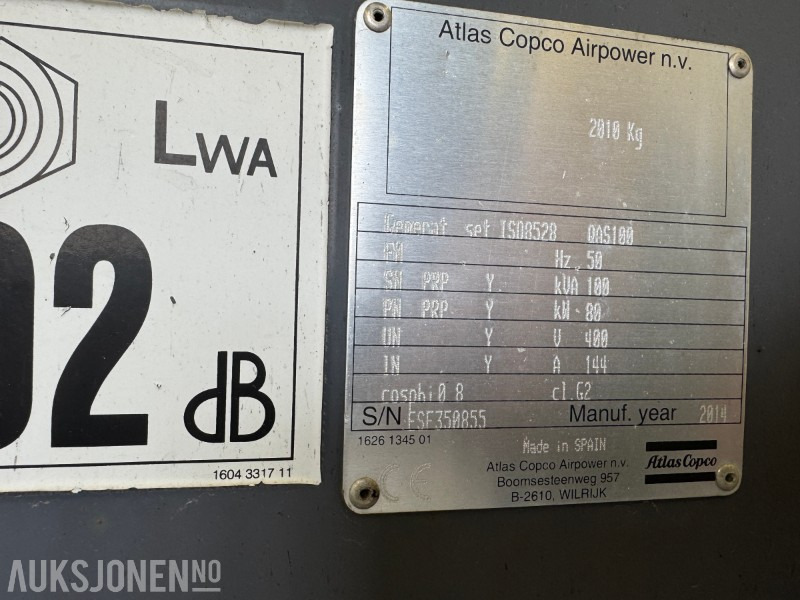 LWA
02
dB
1604 3317 11
Atlas Copco Airpower n.v.
2010 Kg
Generat set ISO8528 QAS100
FN Hz 50
SN PRP Y kVA 100
PN PRP Y kW 80
UN Y V 400
IN Y A 144
cosphi 0 8 cl.G2
S/N ESF350855 Manuf. year 2014
1626 1345 01
Made in SPAIN
Atlas Copco Airpower n.v.
Boomsesteenweg 957
B-2610, WILRIJK
Atlas Copco
CE
AUKSJONEN.NO